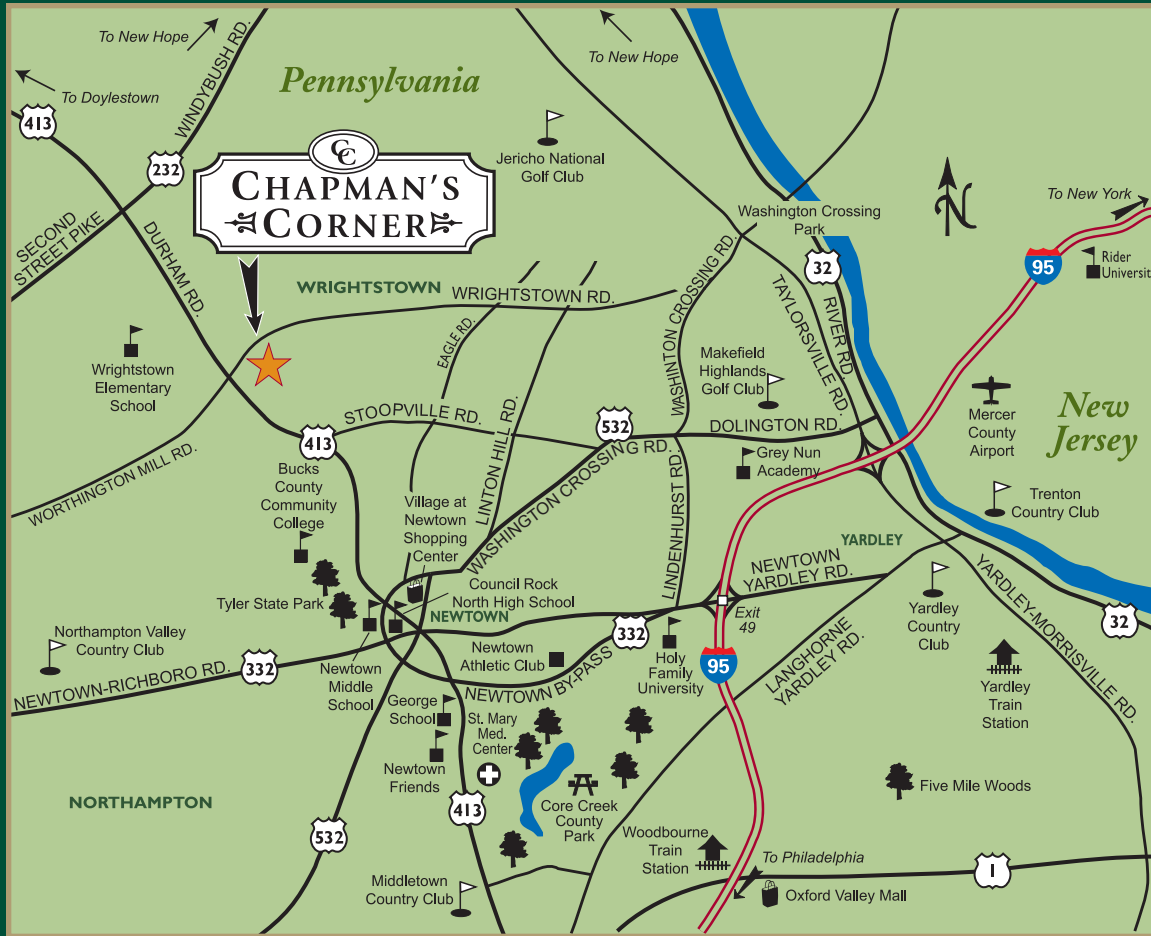 To New Hope
To Doylestown
413
WINDYBUSH RD.
232
SECOND
STREET PIKE
Pennsylvania
To New Hope
CC
CHAPMAN'S
CORNER
Jericho National
Golf Club
Washington Crossing
Park
To New York
95
Rider
Universit
32
RIVER RD.
TAYLORSVILLE RD.
DURHAM RD.
WRIGHTSTOWN
WRIGHTSTOWN RD.
EAGLE RD.
WASHINTON CROSSING RD.
Wrightstown
Elementary
School
Makefield
Highlands
Golf Club
Mercer
County
Airport
New
Jersey
STOOPVILLE RD.
413
532
DOLINGTON RD.
LINTON HILL RD.
WASHINGTON CROSSING RD.
WORTHINGTON MILL RD.
Bucks
County
Community
College
Village at
Newtown
Shopping
Center
Grey Nun
Academy
LINDENHURST RD.
Trenton
Country Club
YARDLEY
NEWTOWN
YARDLEY RD.
Tyler State Park
Council Rock
North High School
NEWTOWN
Exit
49
YARDLEY-MORRISVILLE RD.
32
Yardley
Country
Club
Northampton Valley
Country Club
332
NEWTOWN-RICHBORO RD.
Newtown
Middle
School
Newtown
Athletic Club
332
NEWTOWN BY-PASS
Holy
Family
University
95
LANGHORNE
YARDLEY RD.
Yardley
Train
Station
George
School
St. Mary
Med.
Center
Newtown
Friends
Five Mile Woods
NORTHAMPTON
413
532
Core Creek
County
Park
Woodbourne
Train
Station
To Philadelphia
1
Middletown
Country Club
Oxford Valley Mall
N